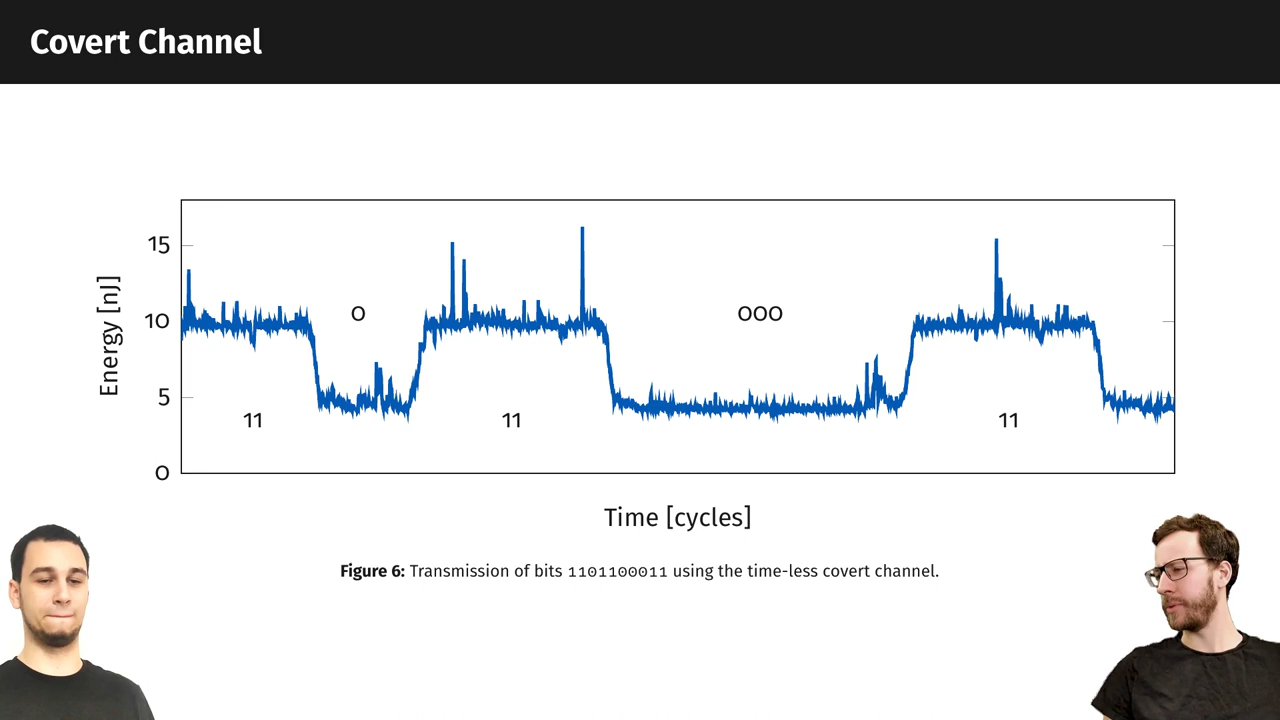 Covert Channel
15
10
5
0
Energy [nJ]
0
000
11
11
11
Time [cycles]
Figure 6: Transmission of bits 1101100011 using the time-less covert channel.